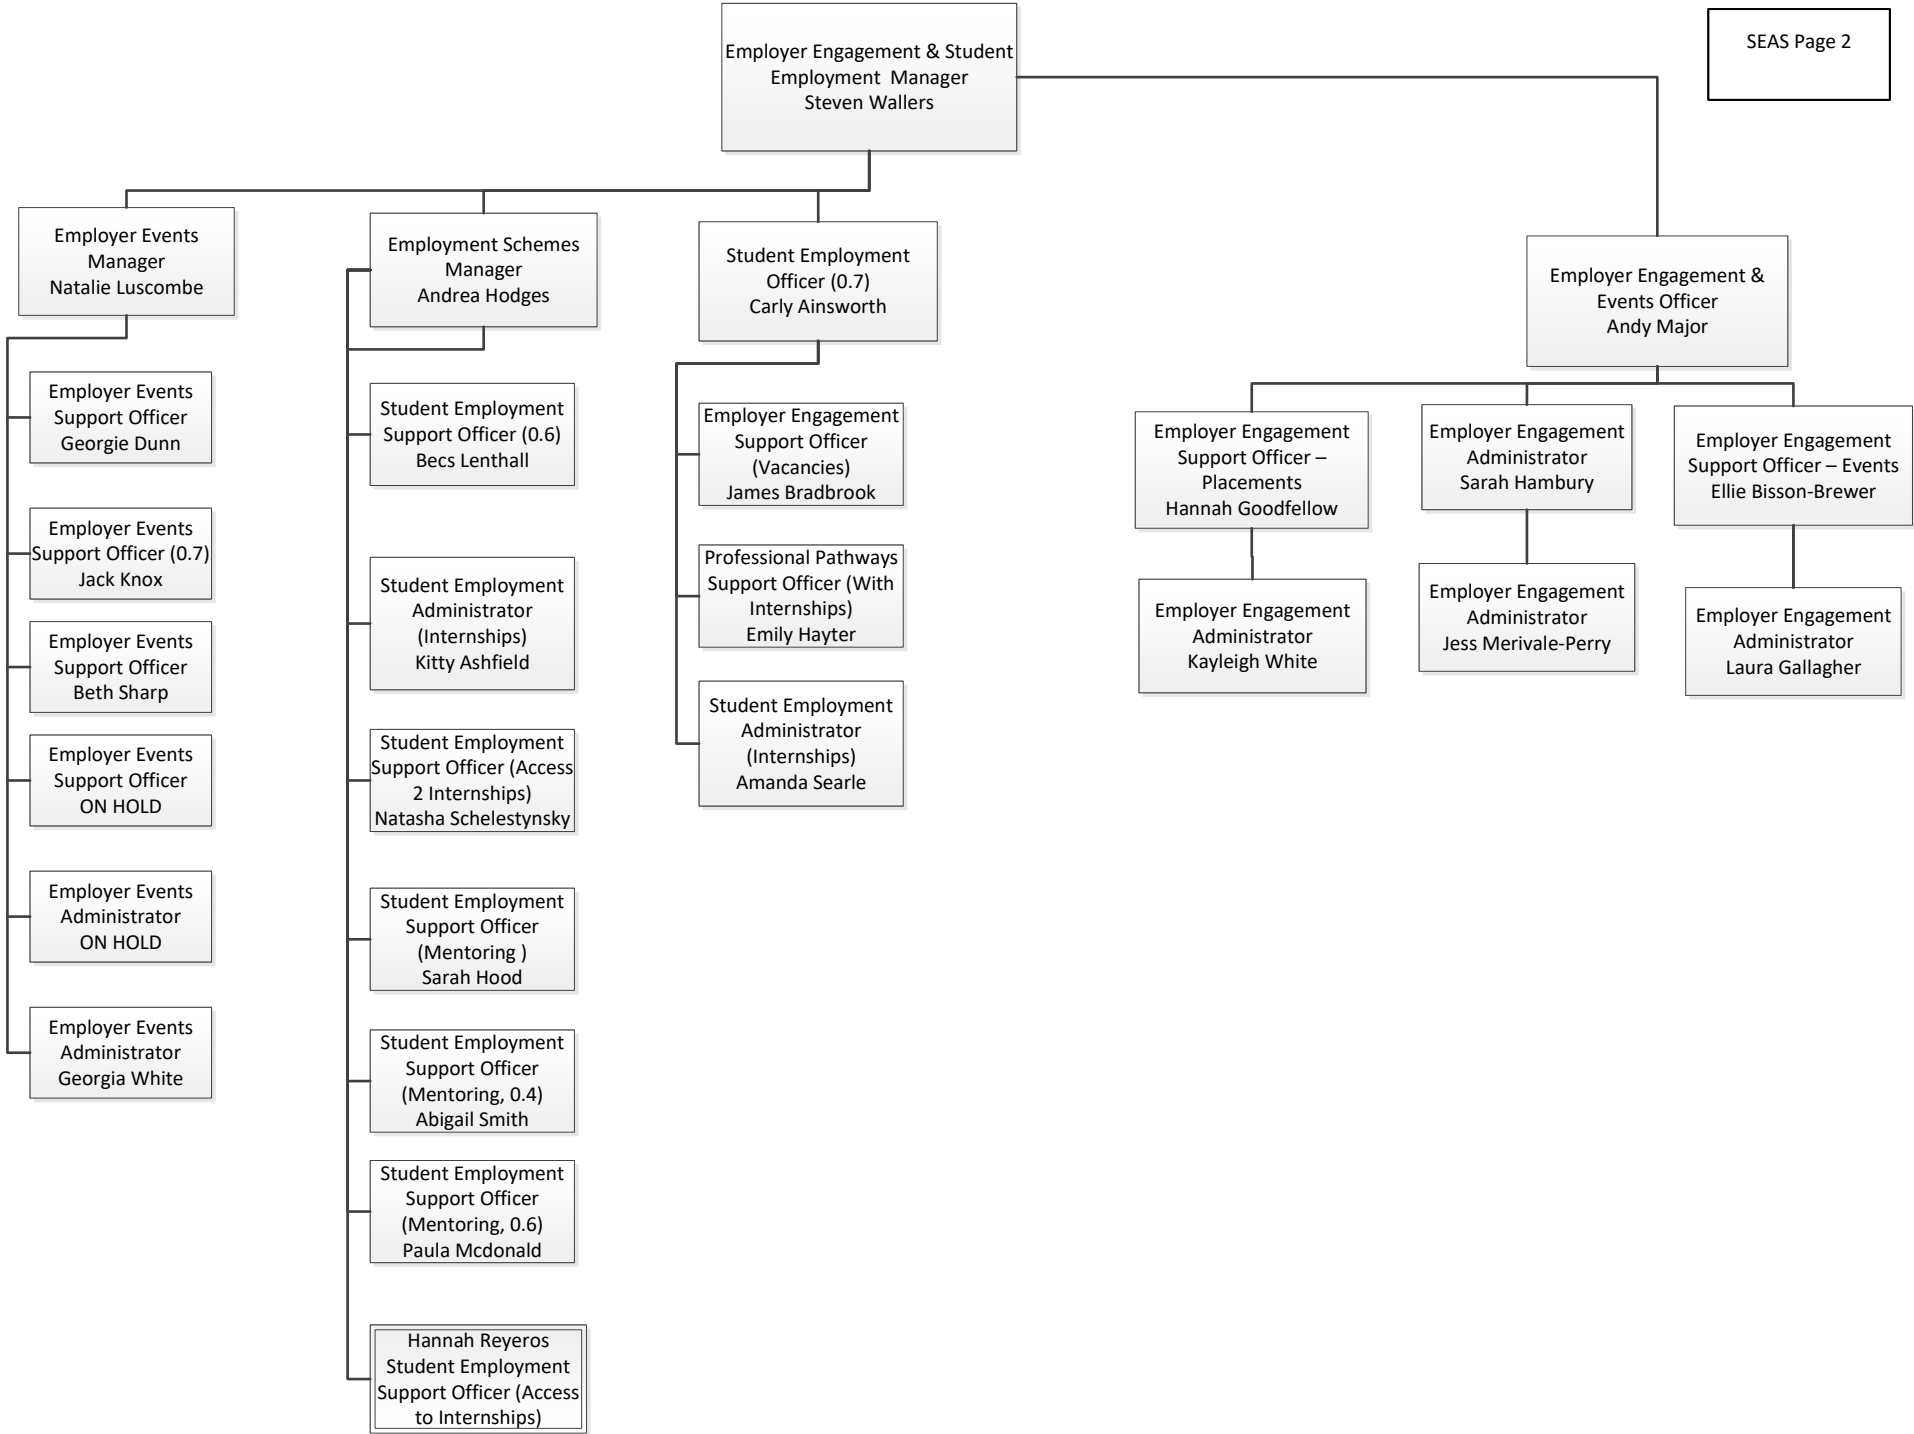 SEAS Page 2
Employer Engagement & Student
Employment  Manager
Steven Wallers
Employer Events
Manager
Natalie Luscombe
Employer Events
Support Officer
Georgie Dunn
Employer Events
Support Officer (0.7)
Jack Knox
Employer Events
Support Officer
Beth Sharp
Employer Events
Support Officer
ON HOLD
Employer Events
Administrator
ON HOLD
Employer Events
Administrator
Georgia White
Employment Schemes
Manager
Andrea Hodges
Student Employment
Support Officer (0.6)
Becs Lenthall
Student Employment
Administrator
(Internships)
Kitty Ashfield
Student Employment
Support Officer (Access
2 Internships)
Natasha Schelestynsky
Student Employment
Support Officer
(Mentoring )
Sarah Hood
Student Employment
Support Officer
(Mentoring, 0.4)
Abigail Smith
Student Employment
Support Officer
(Mentoring, 0.6)
Paula Mcdonald
Hannah Reyeros
Student Employment
Support Officer (Access
to Internships)
Student Employment
Officer (0.7)
Carly Ainsworth
Employer Engagement
Support Officer
(Vacancies)
James Bradbrook
Professional Pathways
Support Officer (With
Internships)
Emily Hayter
Student Employment
Administrator
(Internships)
Amanda Searle
Employer Engagement &
Events Officer
Andy Major
Employer Engagement
Support Officer –
Placements
Hannah Goodfellow
Employer Engagement
Administrator
Kayleigh White
Employer Engagement
Administrator
Sarah Hambury
Employer Engagement
Administrator
Jess Merivale-Perry
Employer Engagement
Support Officer – Events
Ellie Bisson-Brewer
Employer Engagement
Administrator
Laura Gallagher